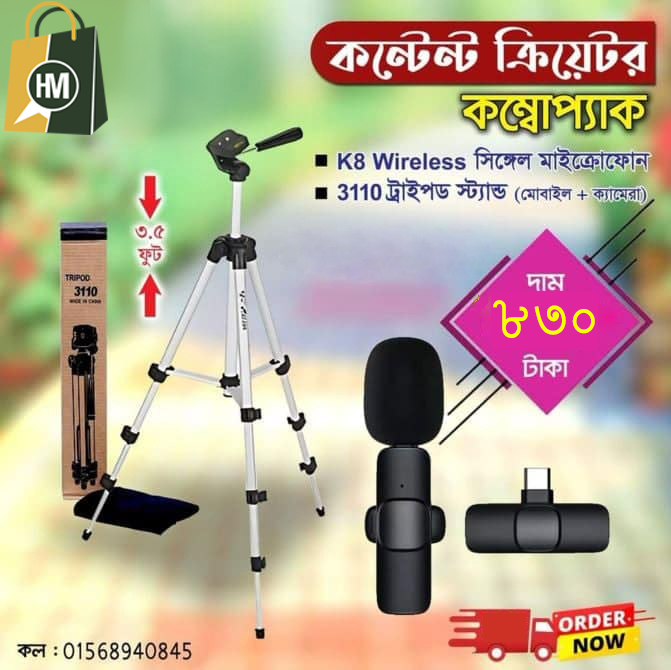 HM
কন্টেন্ট ক্রিয়েটর
কম্বোপ্যাক
K8 Wireless সিঙ্গেল মাইক্রোফোন
3110 ট্রাইপড স্ট্যান্ড (মোবাইল + ক্যামেরা)
৩.৫
ফুট
TRIPOD
3110
MADE IN CHINA
দাম
৮৩০
টাকা
ORDER
NOW
কল : 01568940845